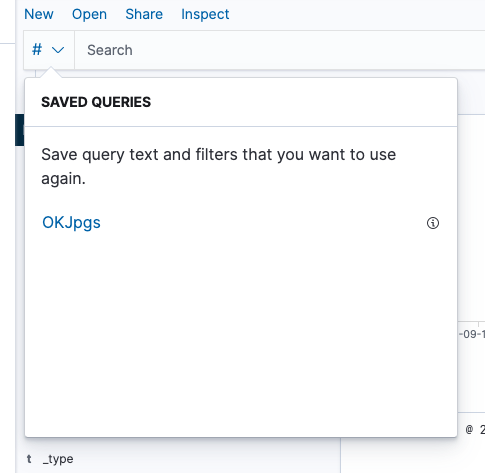 New Open Share Inspect
# Search
SAVED QUERIES
Save query text and filters that you want to use
again.
OKJpgs
-09-1
@ 2
t _type